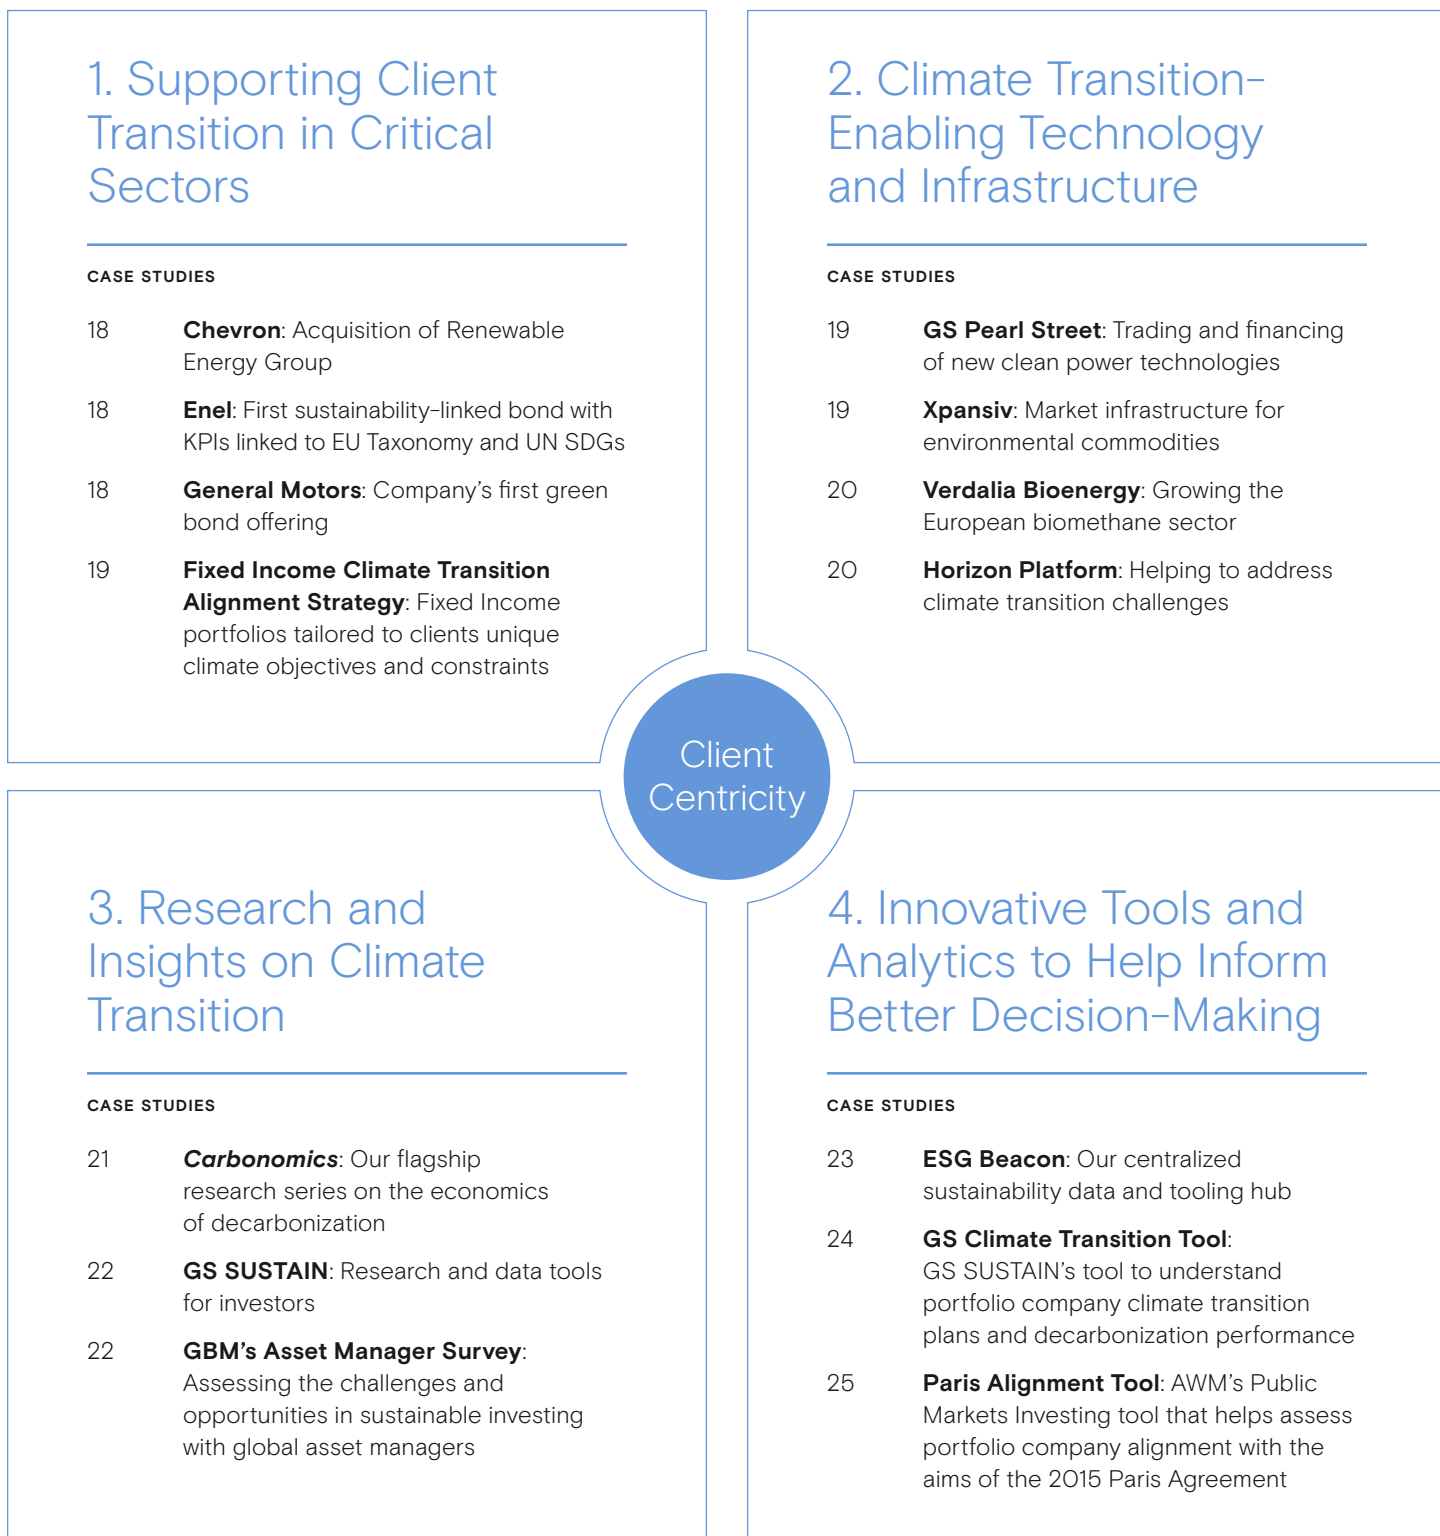 1. Supporting Client
Transition in Critical
Sectors
CASE STUDIES
18 Chevron: Acquisition of Renewable
Energy Group
18 Enel: First sustainability-linked bond with
KPIs linked to EU Taxonomy and UN SDGs
18 General Motors: Company’s first green
bond offering
19 Fixed Income Climate Transition
Alignment Strategy: Fixed Income
portfolios tailored to clients unique
climate objectives and constraints
2. Climate Transition-
Enabling Technology
and Infrastructure
CASE STUDIES
19 GS Pearl Street: Trading and financing
of new clean power technologies
19 Xpansiv: Market infrastructure for
environmental commodities
20 Verdalia Bioenergy: Growing the
European biomethane sector
20 Horizon Platform: Helping to address
climate transition challenges
Client
Centricity
3. Research and
Insights on Climate
Transition
CASE STUDIES
21 Carbonomics: Our flagship
research series on the economics
of decarbonization
22 GS SUSTAIN: Research and data tools
for investors
22 GBM’s Asset Manager Survey:
Assessing the challenges and
opportunities in sustainable investing
with global asset managers
4. Innovative Tools and
Analytics to Help Inform
Better Decision-Making
CASE STUDIES
23 ESG Beacon: Our centralized
sustainability data and tooling hub
24 GS Climate Transition Tool:
GS SUSTAIN’s tool to understand
portfolio company climate transition
plans and decarbonization performance
25 Paris Alignment Tool: AWM’s Public
Markets Investing tool that helps assess
portfolio company alignment with the
aims of the 2015 Paris Agreement